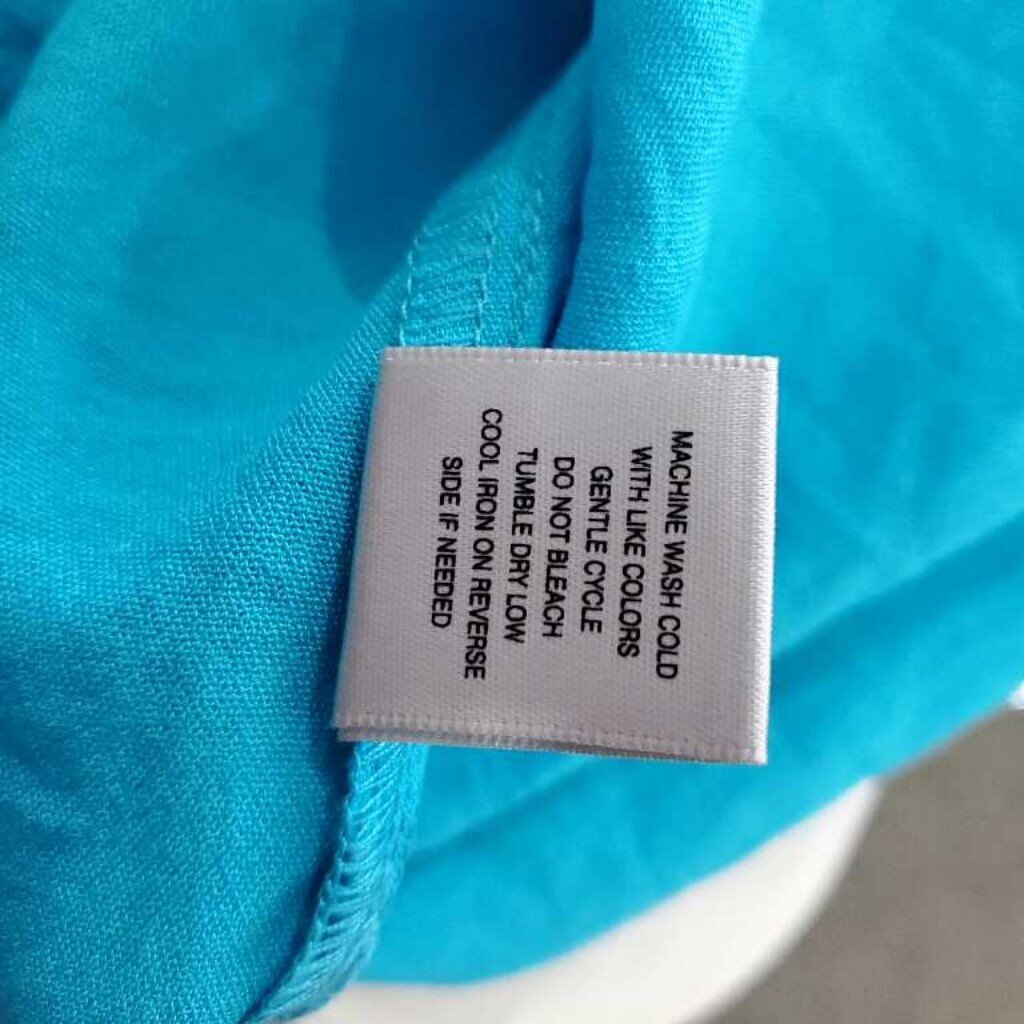 MACHINE WASH COLD
WITH LIKE COLORS
GENTLE CYCLE
DO NOT BLEACH
TUMBLE DRY LOW
COOL IRON ON REVERSE
SIDE IF NEEDED